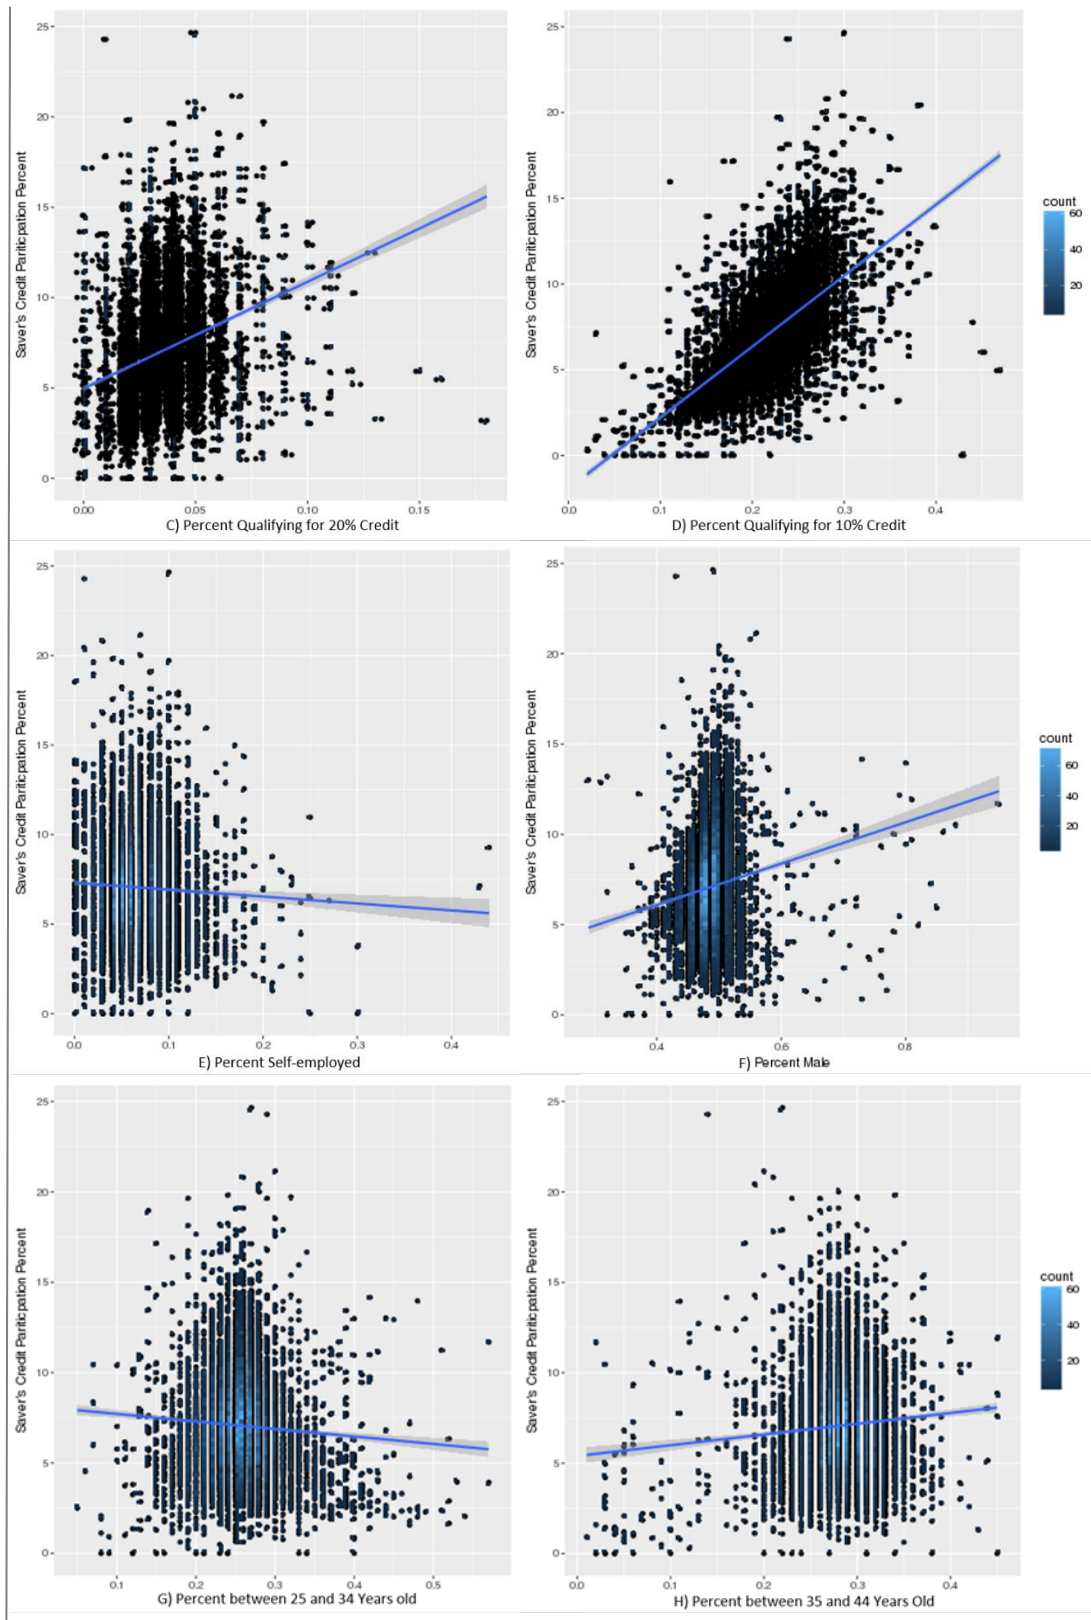 Saver's Credit Pariticpation Percent
25
20
15
10
5
0
0.00 0.05 0.10 0.15
C) Percent Qualifying for 20% Credit
Saver's Credit Pariticpation Percent
25
20
15
10
5
0
0.0 0.1 0.2 0.3 0.4
D) Percent Qualifying for 10% Credit
count
60
40
20
Saver's Credit Pariticpation Percent
25
20
15
10
5
0
0.0 0.1 0.2 0.3 0.4
E) Percent Self-employed
Saver's Credit Pariticpation Percent
25
20
15
10
5
0
0.4 0.6 0.8
F) Percent Male
count
60
40
20
Saver's Credit Pariticpation Percent
25
20
15
10
5
0
0.1 0.2 0.3 0.4 0.5
G) Percent between 25 and 34 Years old
Saver's Credit Pariticpation Percent
25
20
15
10
5
0
0.0 0.1 0.2 0.3 0.4
H) Percent between 35 and 44 Years Old
count
60
40
20